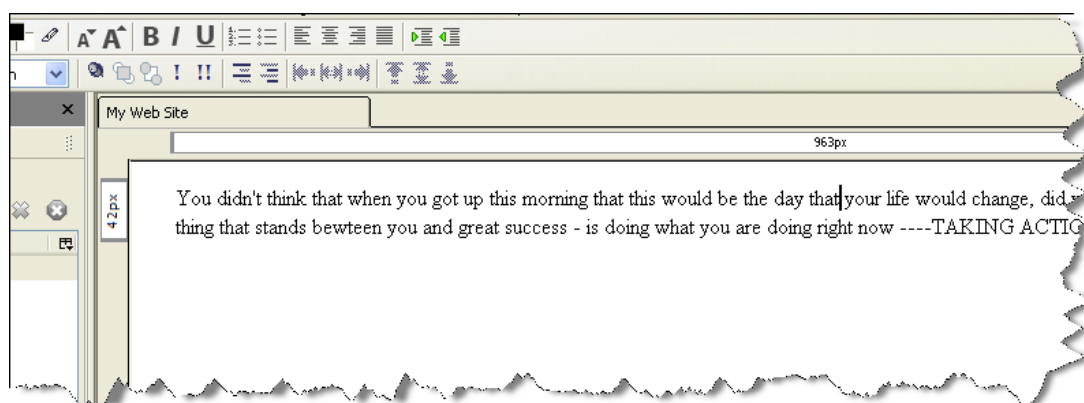 B I U
My Web Site
963px
42px
You didn't think that when you got up this morning that this would be the day that your life would change, did
thing that stands bewteen you and great success - is doing what you are doing right now ----TAKING